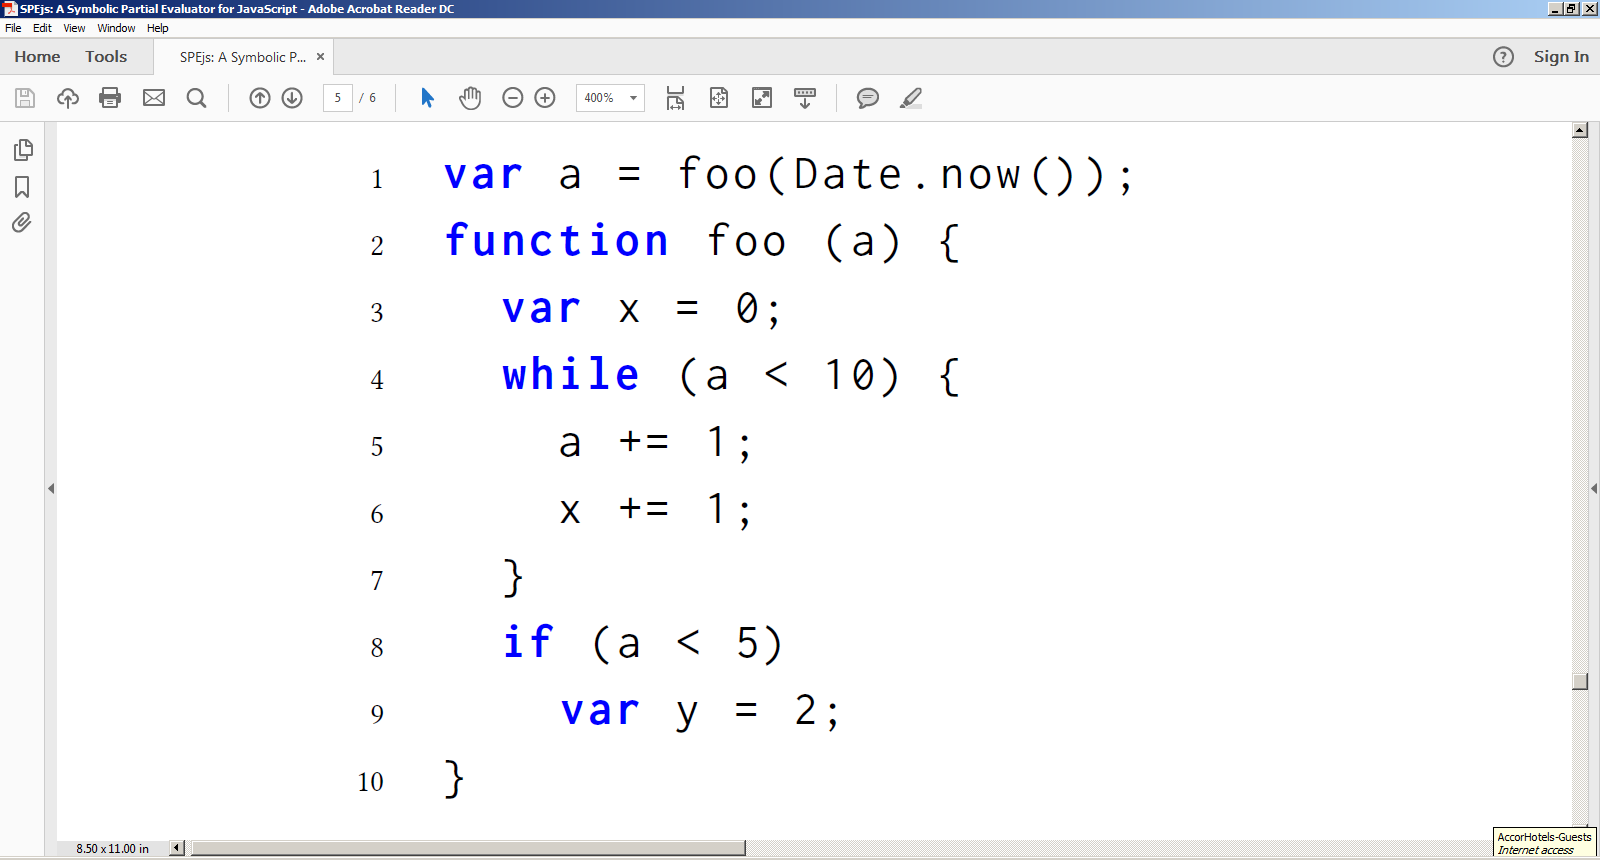 SPEjs: A Symbolic Partial Evaluator for JavaScript - Adobe Acrobat Reader DC
File Edit View Window Help
Home Tools SPEjs: A Symbolic P... × ? Sign In
5 / 6 400%
1 var a = foo(Date.now());
2 function foo (a) {
3 var x = 0;
4 while (a < 10) {
5 a += 1;
6 x += 1;
7 }
8 if (a < 5)
9 var y = 2;
10 }
8.50 x 11.00 in
AccorHotels-Guests
Internet access